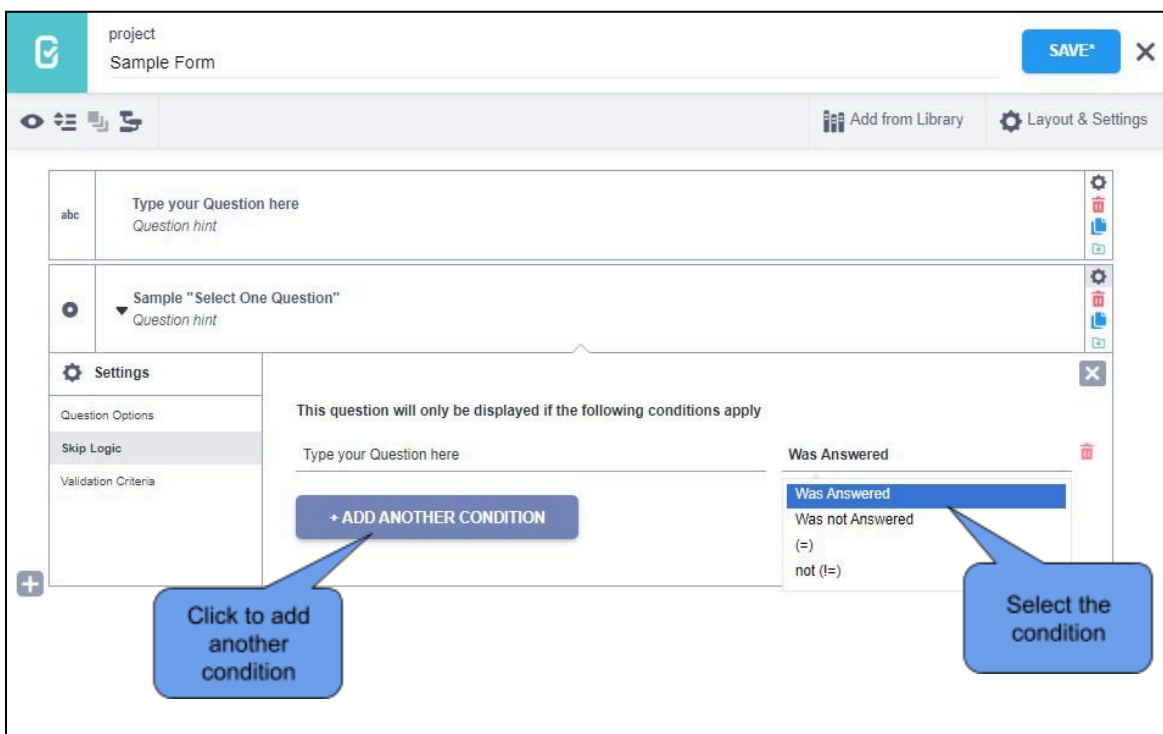 project
Sample Form
SAVE*
Add from Library
Layout & Settings
abc
Type your Question here
Question hint
Sample "Select One Question"
Question hint
Settings
Question Options
Skip Logic
Validation Criteria
This question will only be displayed if the following conditions apply
Type your Question here
Was Answered
Was Answered
Was not Answered
(=)
not (!=)
+ ADD ANOTHER CONDITION
Click to add
another
condition
Select the
condition